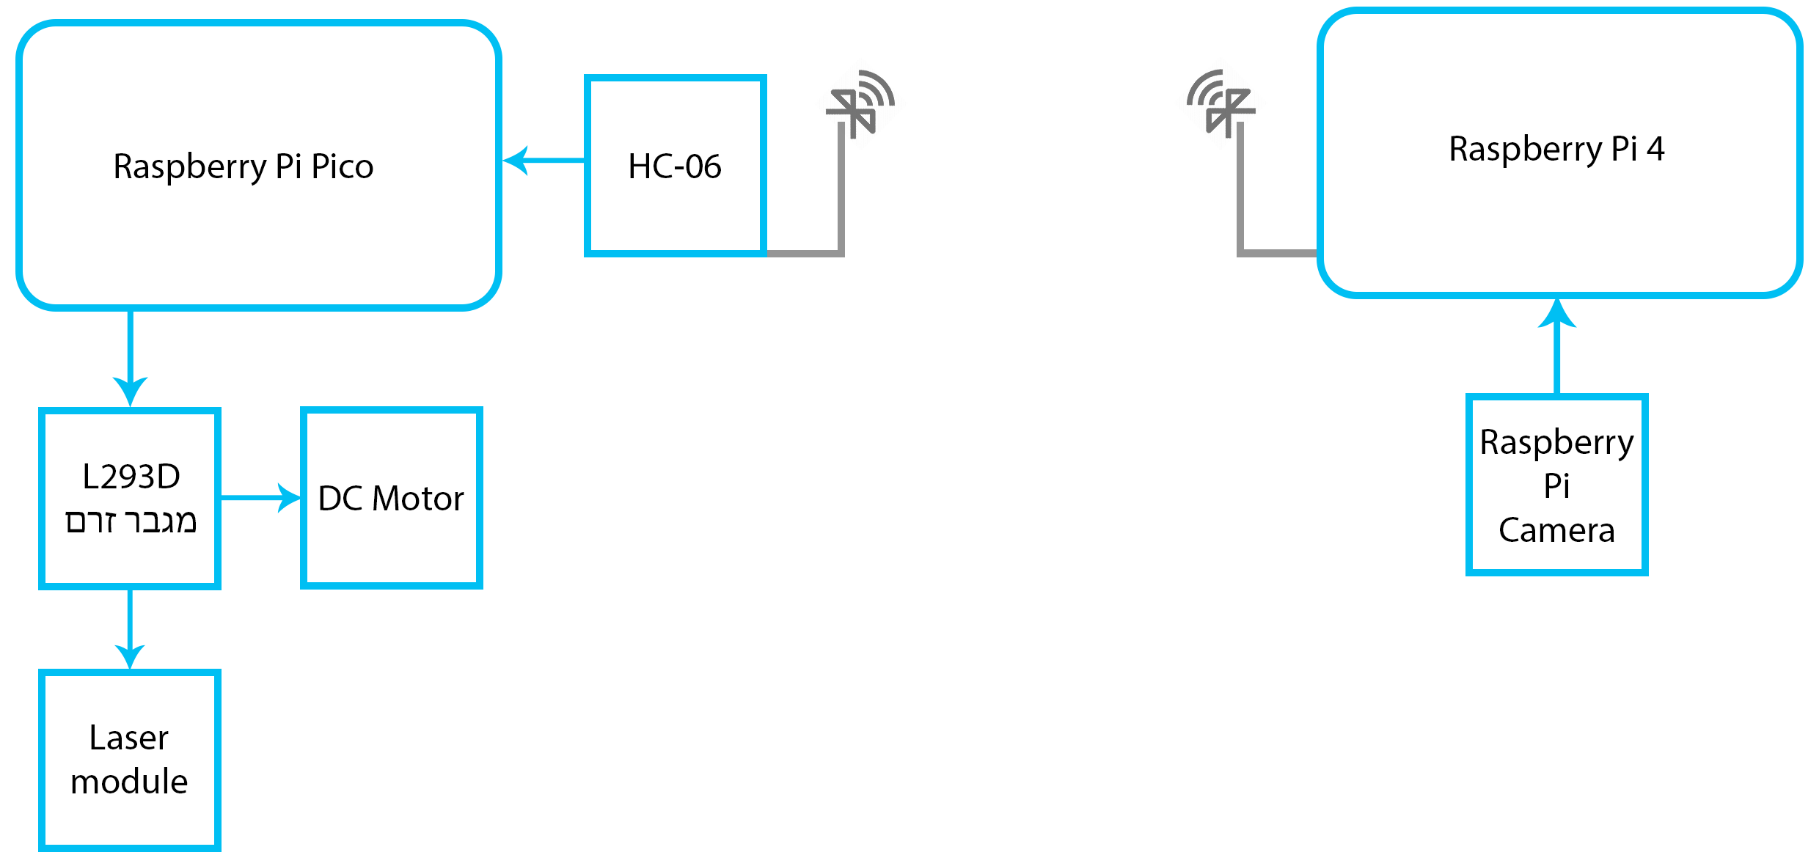 Raspberry Pi Pico
HC-06
Raspberry Pi 4
L293D
מגבר זרם
DC Motor
Raspberry
Pi
Camera
Laser
module